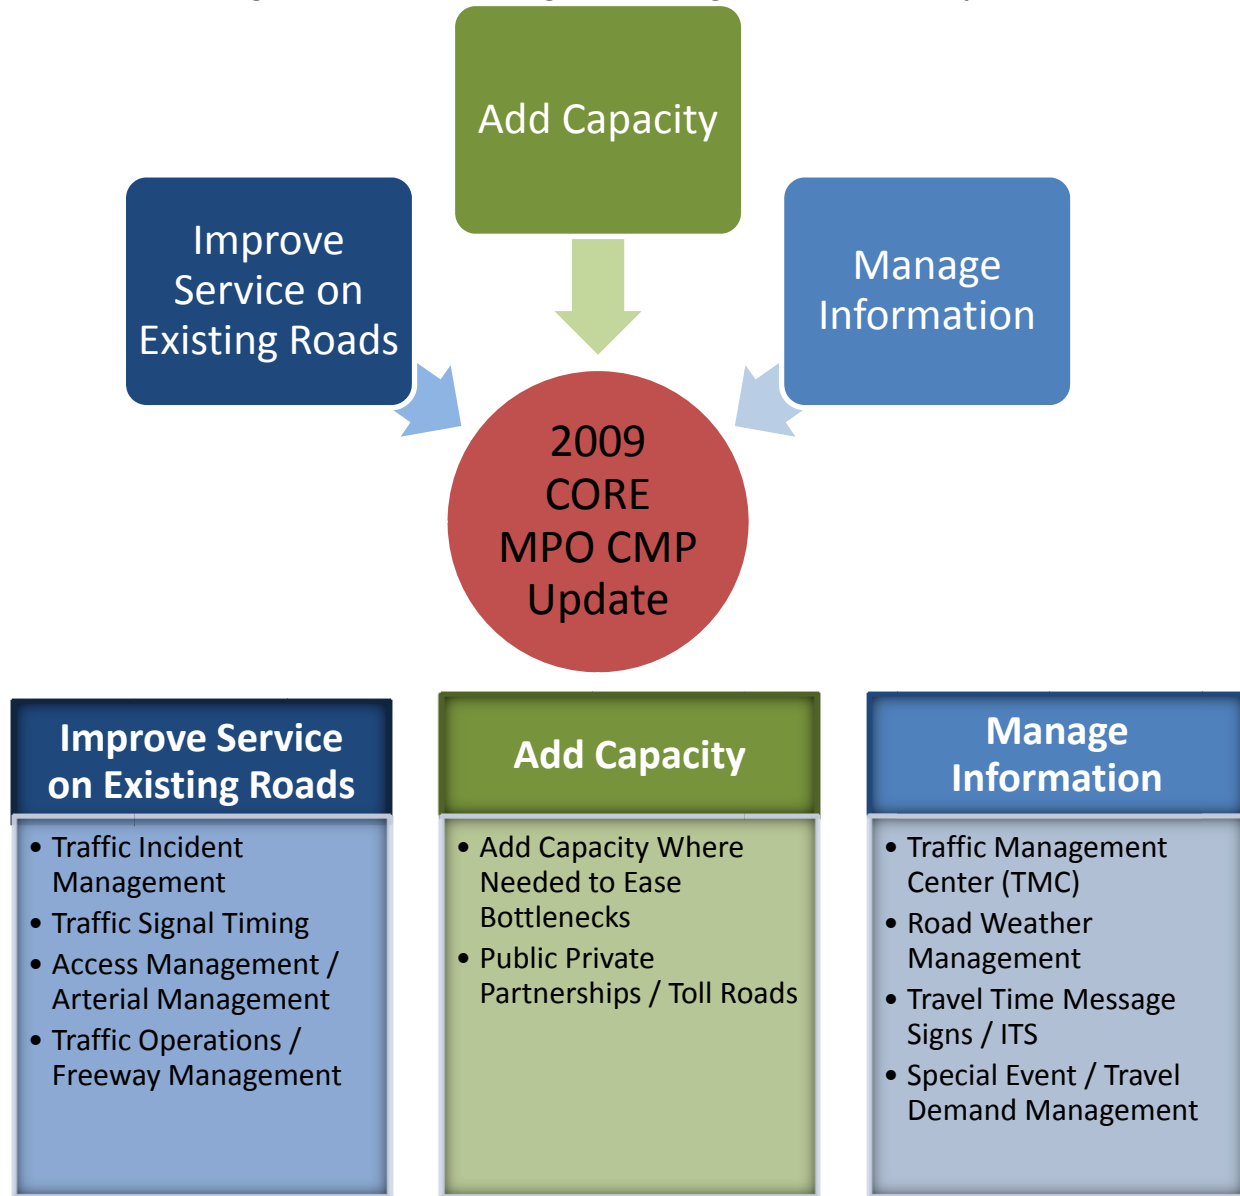 Add Capacity
Improve
Service on
Existing Roads
Manage
Information
2009
CORE
MPO CMP
Update
Improve Service
on Existing Roads
• Traffic Incident
Management
• Traffic Signal Timing
• Access Management /
Arterial Management
• Traffic Operations /
Freeway Management
Add Capacity
• Add Capacity Where
Needed to Ease
Bottlenecks
• Public Private
Partnerships / Toll Roads
Manage
Information
• Traffic Management
Center (TMC)
• Road Weather
Management
• Travel Time Message
Signs / ITS
• Special Event / Travel
Demand Management